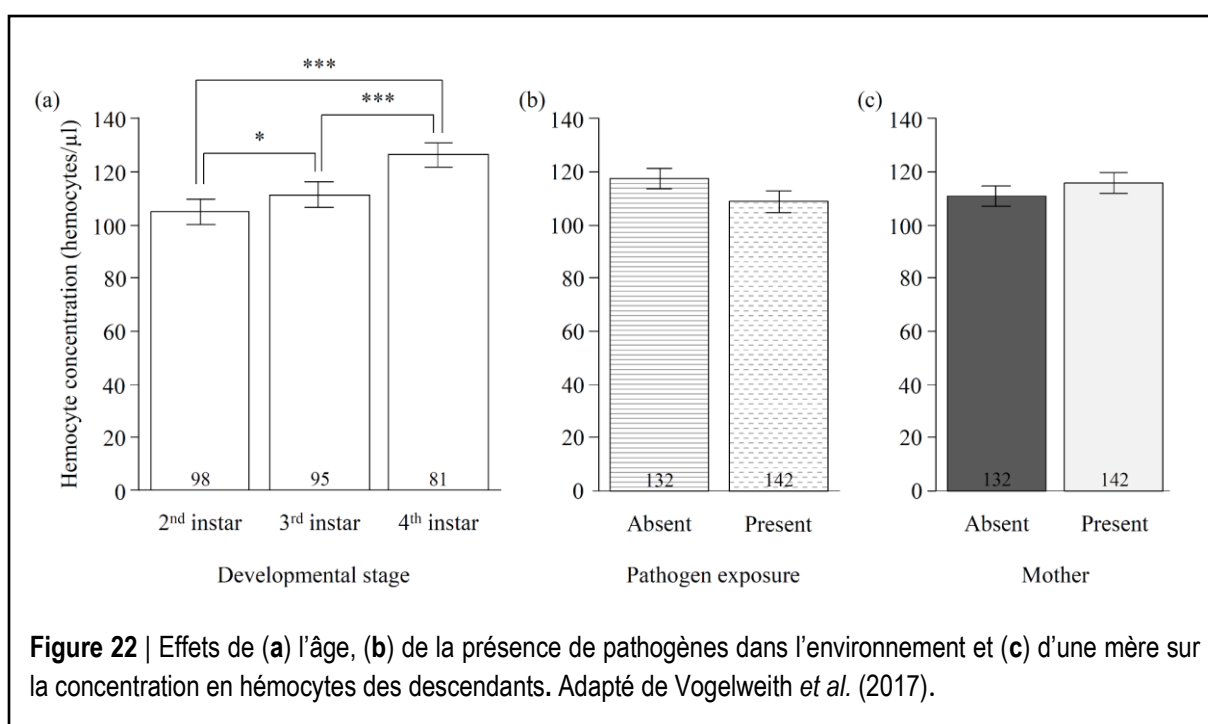 ***
(a)
***
*
Hemocyte concentration (hemocytes/µl)
140
120
100
80
60
40
20
0
98
95
81
2nd instar
3rd instar
4th instar
Developmental stage
(b)
140
120
100
80
60
40
20
0
132
142
Absent
Present
Pathogen exposure
(c)
140
120
100
80
60
40
20
0
132
142
Absent
Present
Mother
Figure 22 | Effets de (a) l’âge, (b) de la présence de pathogènes dans l’environnement et (c) d’une mère sur
la concentration en hémocytes des descendants. Adapté de Vogelweith et al. (2017).